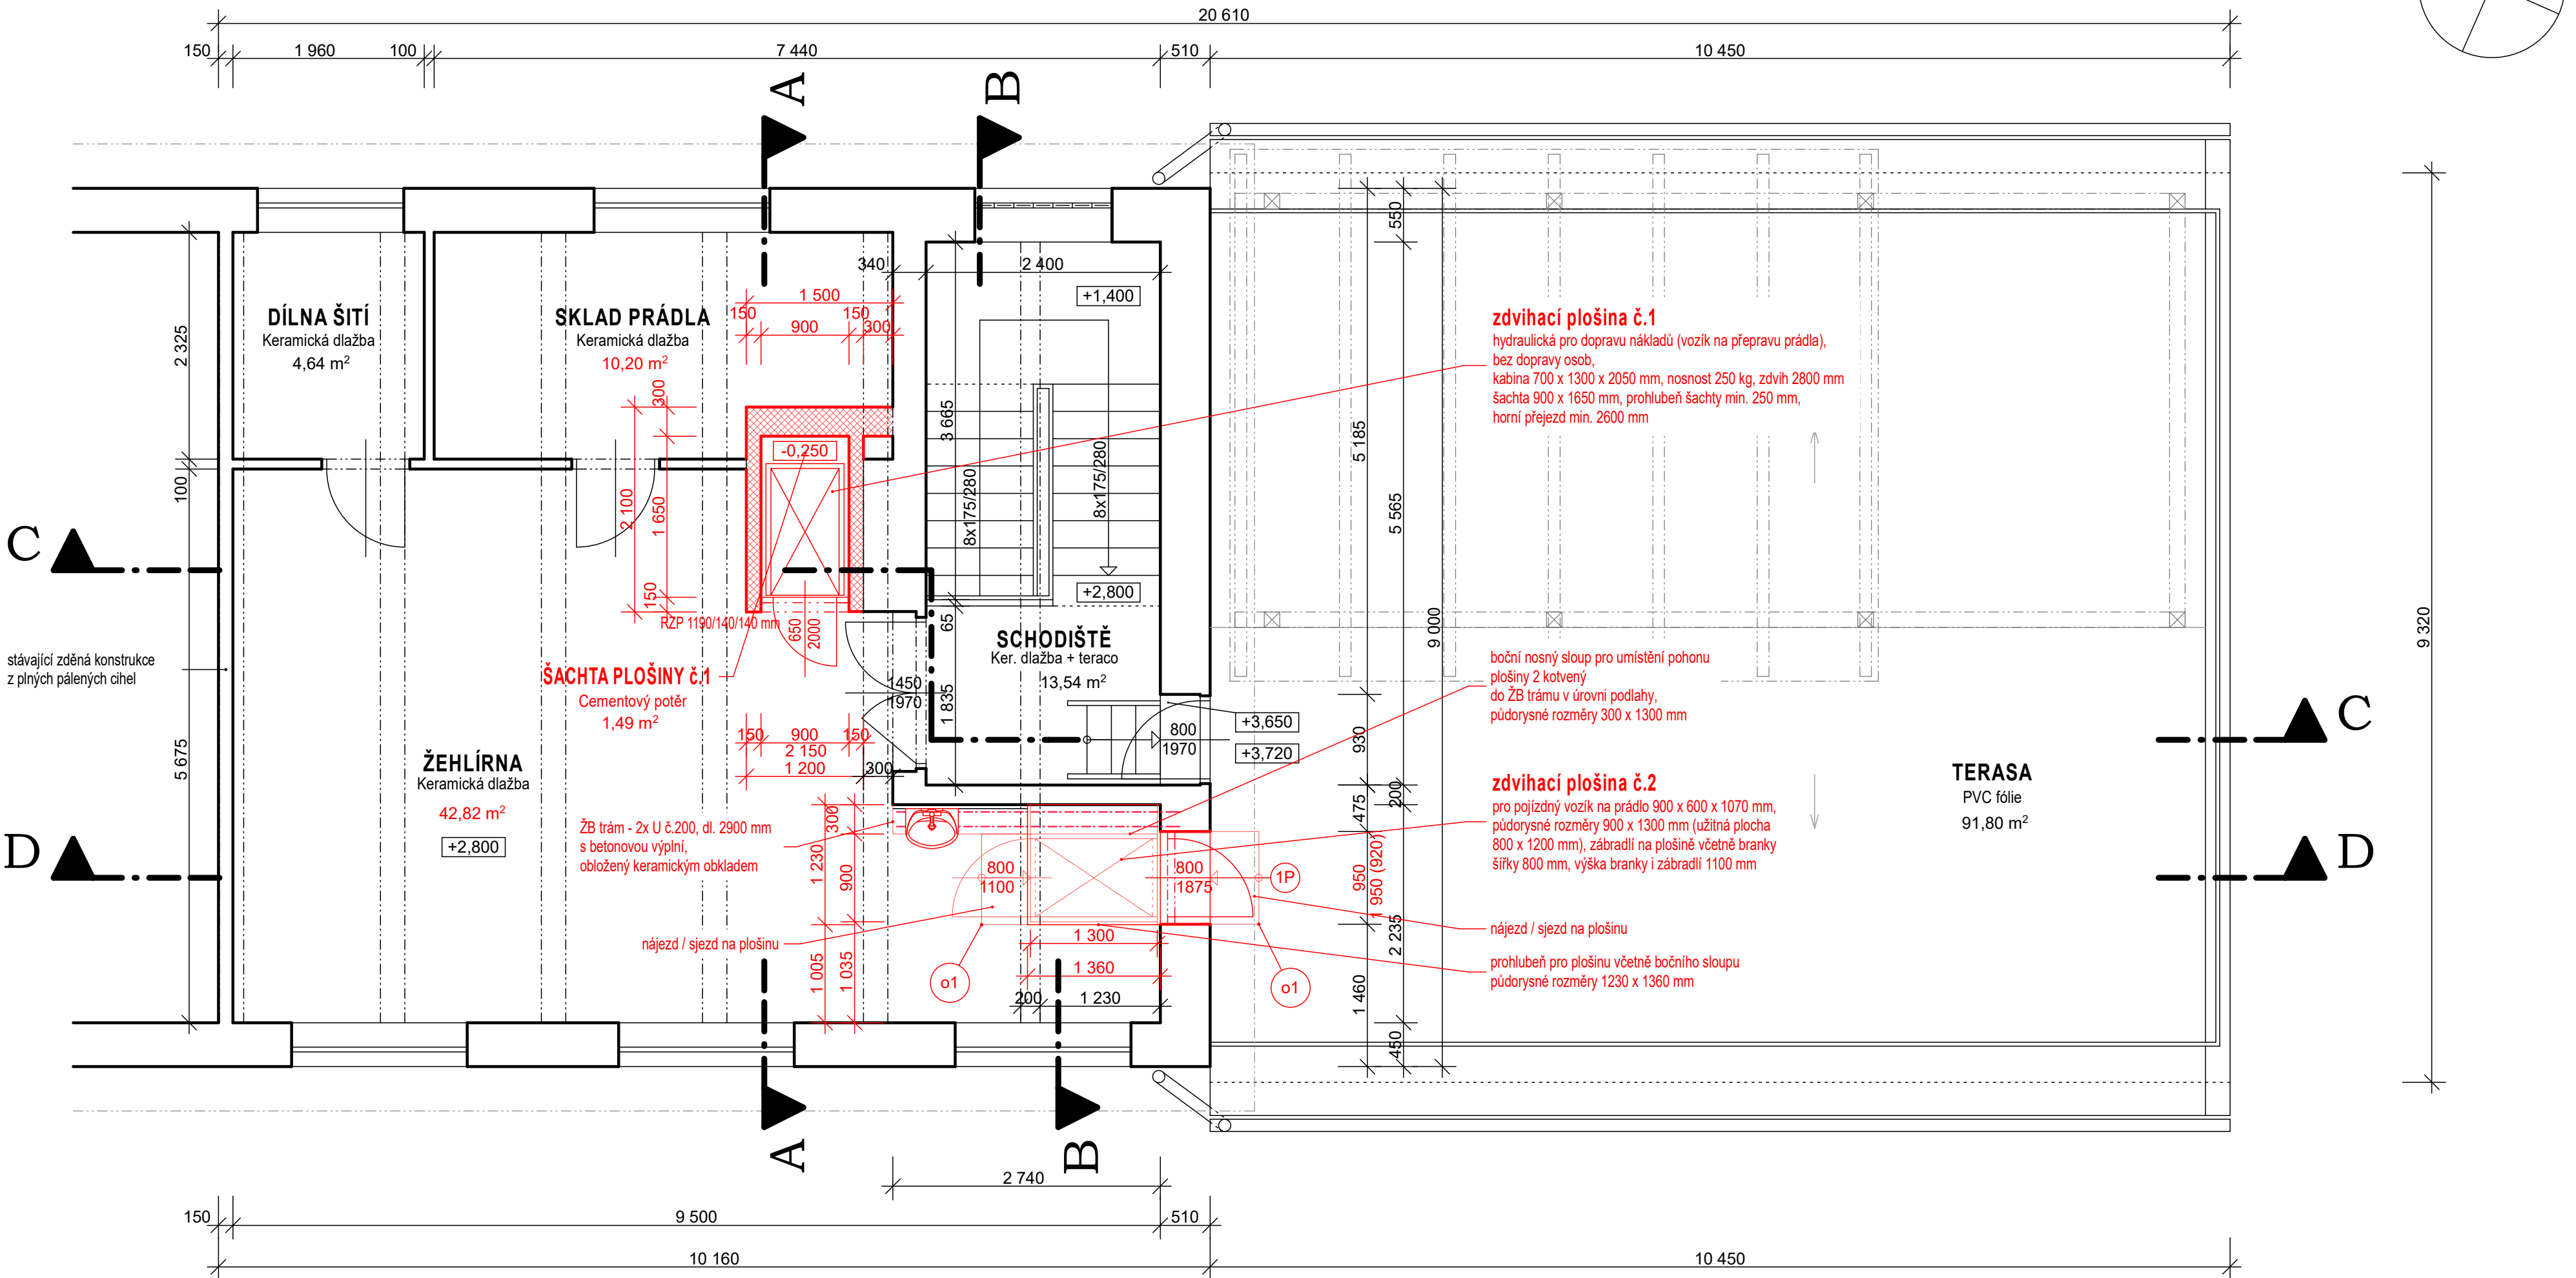 20 610
150
1 960
100
7 440
510
10 450
A
B
340
2 400
+1,400
550
1 500
150
150
900
300
DÍLNA ŠITÍ
Keramická dlažba
4,64 m²
SKLAD PRÁDLA
Keramická dlažba
10,20 m²
2 325
300
3 665
zdvihací plošina č.1
hydraulická pro dopravu nákladů (vozík na přepravu prádla),
bez dopravy osob,
kabina 700 x 1300 x 2050 mm, nosnost 250 kg, zdvih 2800 mm
šachta 900 x 1650 mm, prohlubeň šachty min. 250 mm,
horní přejezd min. 2600 mm
-0,250
5 185
100
2 100
1 650
8x175/280
8x175/280
5 565
C
150
+2,800
RZP 1190/140/140 mm
650
2000
65
9 000
9 320
SCHODIŠTĚ
Ker. dlažba + teraco
13,54 m²
stávající zděná konstrukce
z plných pálených cihel
boční nosný sloup pro umístění pohonu
plošiny 2 kotvený
do ŽB trámu v úrovni podlahy,
půdorysné rozměry 300 x 1300 mm
ŠACHTA PLOŠINY č.1
Cementový potěr
1,49 m²
1450
1970
1 835
+3,650
+3,720
800
1970
930
C
5 675
150
900
150
2 150
1 200
300
ŽEHLÍRNA
Keramická dlažba
42,82 m²
+2,800
475
200
zdvihací plošina č.2
pro pojízdný vozík na prádlo 900 x 600 x 1070 mm,
půdorysné rozměry 900 x 1300 mm (užitná plocha
800 x 1200 mm), zábradlí na plošině včetně branky
šířky 800 mm, výška branky i zábradlí 1100 mm
TERASA
PVC fólie
91,80 m²
ŽB trám - 2x U č.200, dl. 2900 mm
s betonovou výplní,
obložený keramickým obkladem
300
1 230
900
D
800
1100
800
1875
1P
950
1 950 (920)
D
nájezd / sjezd na plošinu
1 300
2 235
nájezd / sjezd na plošinu
1 005
1 035
o1
1 360
o1
prohlubeň pro plošinu včetně bočního sloupu
půdorysné rozměry 1230 x 1360 mm
200
1 230
1 460
450
A
B
2 740
150
9 500
510
10 160
10 450